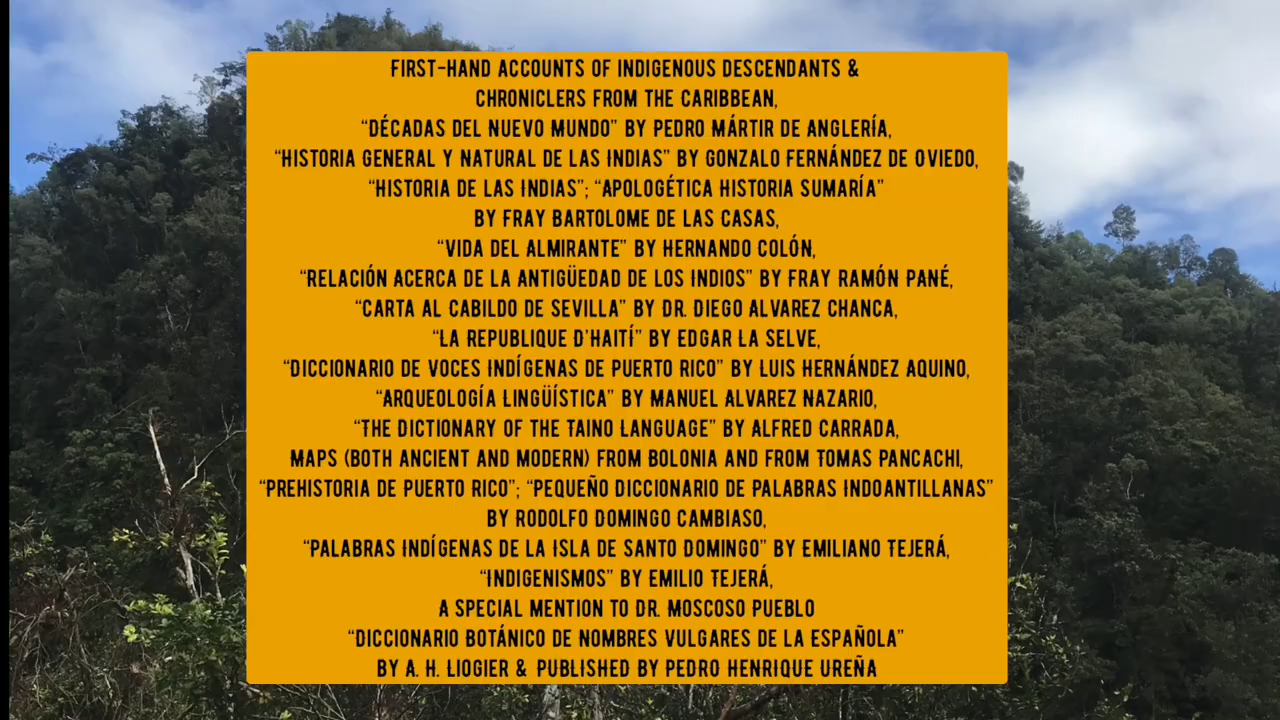 FIRST-HAND ACCOUNTS OF INDIGENOUS DESCENDANTS &
CHRONICLERS FROM THE CARIBBEAN,
“DÉCADAS DEL NUEVO MUNDO” BY PEDRO MÁRTIR DE ANGLERÍA,
“HISTORIA GENERAL Y NATURAL DE LAS INDIAS” BY GONZALO FERNÁNDEZ DE OVIEDO,
“HISTORIA DE LAS INDIAS”; “APOLOGÉTICA HISTORIA SUMARÍA”
BY FRAY BARTOLOME DE LAS CASAS,
“VIDA DEL ALMIRANTE” BY HERNANDO COLÓN,
“RELACIÓN ACERCA DE LA ANTIGÜEDAD DE LOS INDIOS” BY FRAY RAMÓN PANÉ,
“CARTA AL CABILDO DE SEVILLA” BY DR. DIEGO ALVAREZ CHANCA,
“LA REPUBLIQUE D’HAITÍ” BY EDGAR LA SELVE,
“DICCIONARIO DE VOCES INDÍGENAS DE PUERTO RICO” BY LUIS HERNÁNDEZ AQUINO,
“ARQUEOLOGÍA LINGÜÍSTICA” BY MANUEL ALVAREZ NAZARIO,
“THE DICTIONARY OF THE TAINO LANGUAGE” BY ALFRED CARRADA,
MAPS (BOTH ANCIENT AND MODERN) FROM BOLONIA AND FROM TOMAS PANCACHI,
“PREHISTORIA DE PUERTO RICO”; “PEQUEÑO DICCIONARIO DE PALABRAS INDOANTILLANAS”
BY RODOLFO DOMINGO CAMBIASO,
“PALABRAS INDÍGENAS DE LA ISLA DE SANTO DOMINGO” BY EMILIANO TEJERÁ,
“INDIGENISMOS” BY EMILIO TEJERÁ,
A SPECIAL MENTION TO DR. MOSCOSO PUEBLO
“DICCIONARIO BOTÁNICO DE NOMBRES VULGARES DE LA ESPAÑOLA”
BY A. H. LIOGIER & PUBLISHED BY PEDRO HENRIQUE UREÑA